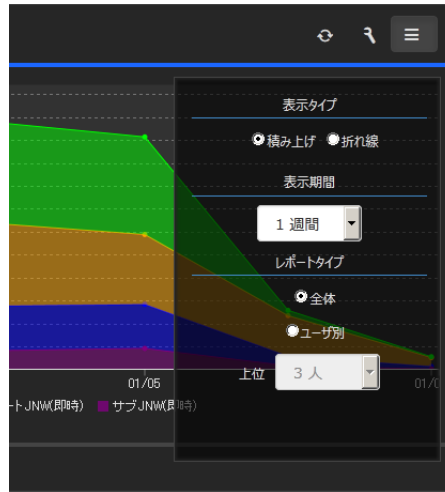 表示タイプ
積み上げ 折れ線
表示期間
1 週間
レポートタイプ
全体
ユーザ別
上位 3 人
01/05 01/0
ートJNW(即時) サブJNW(即時)